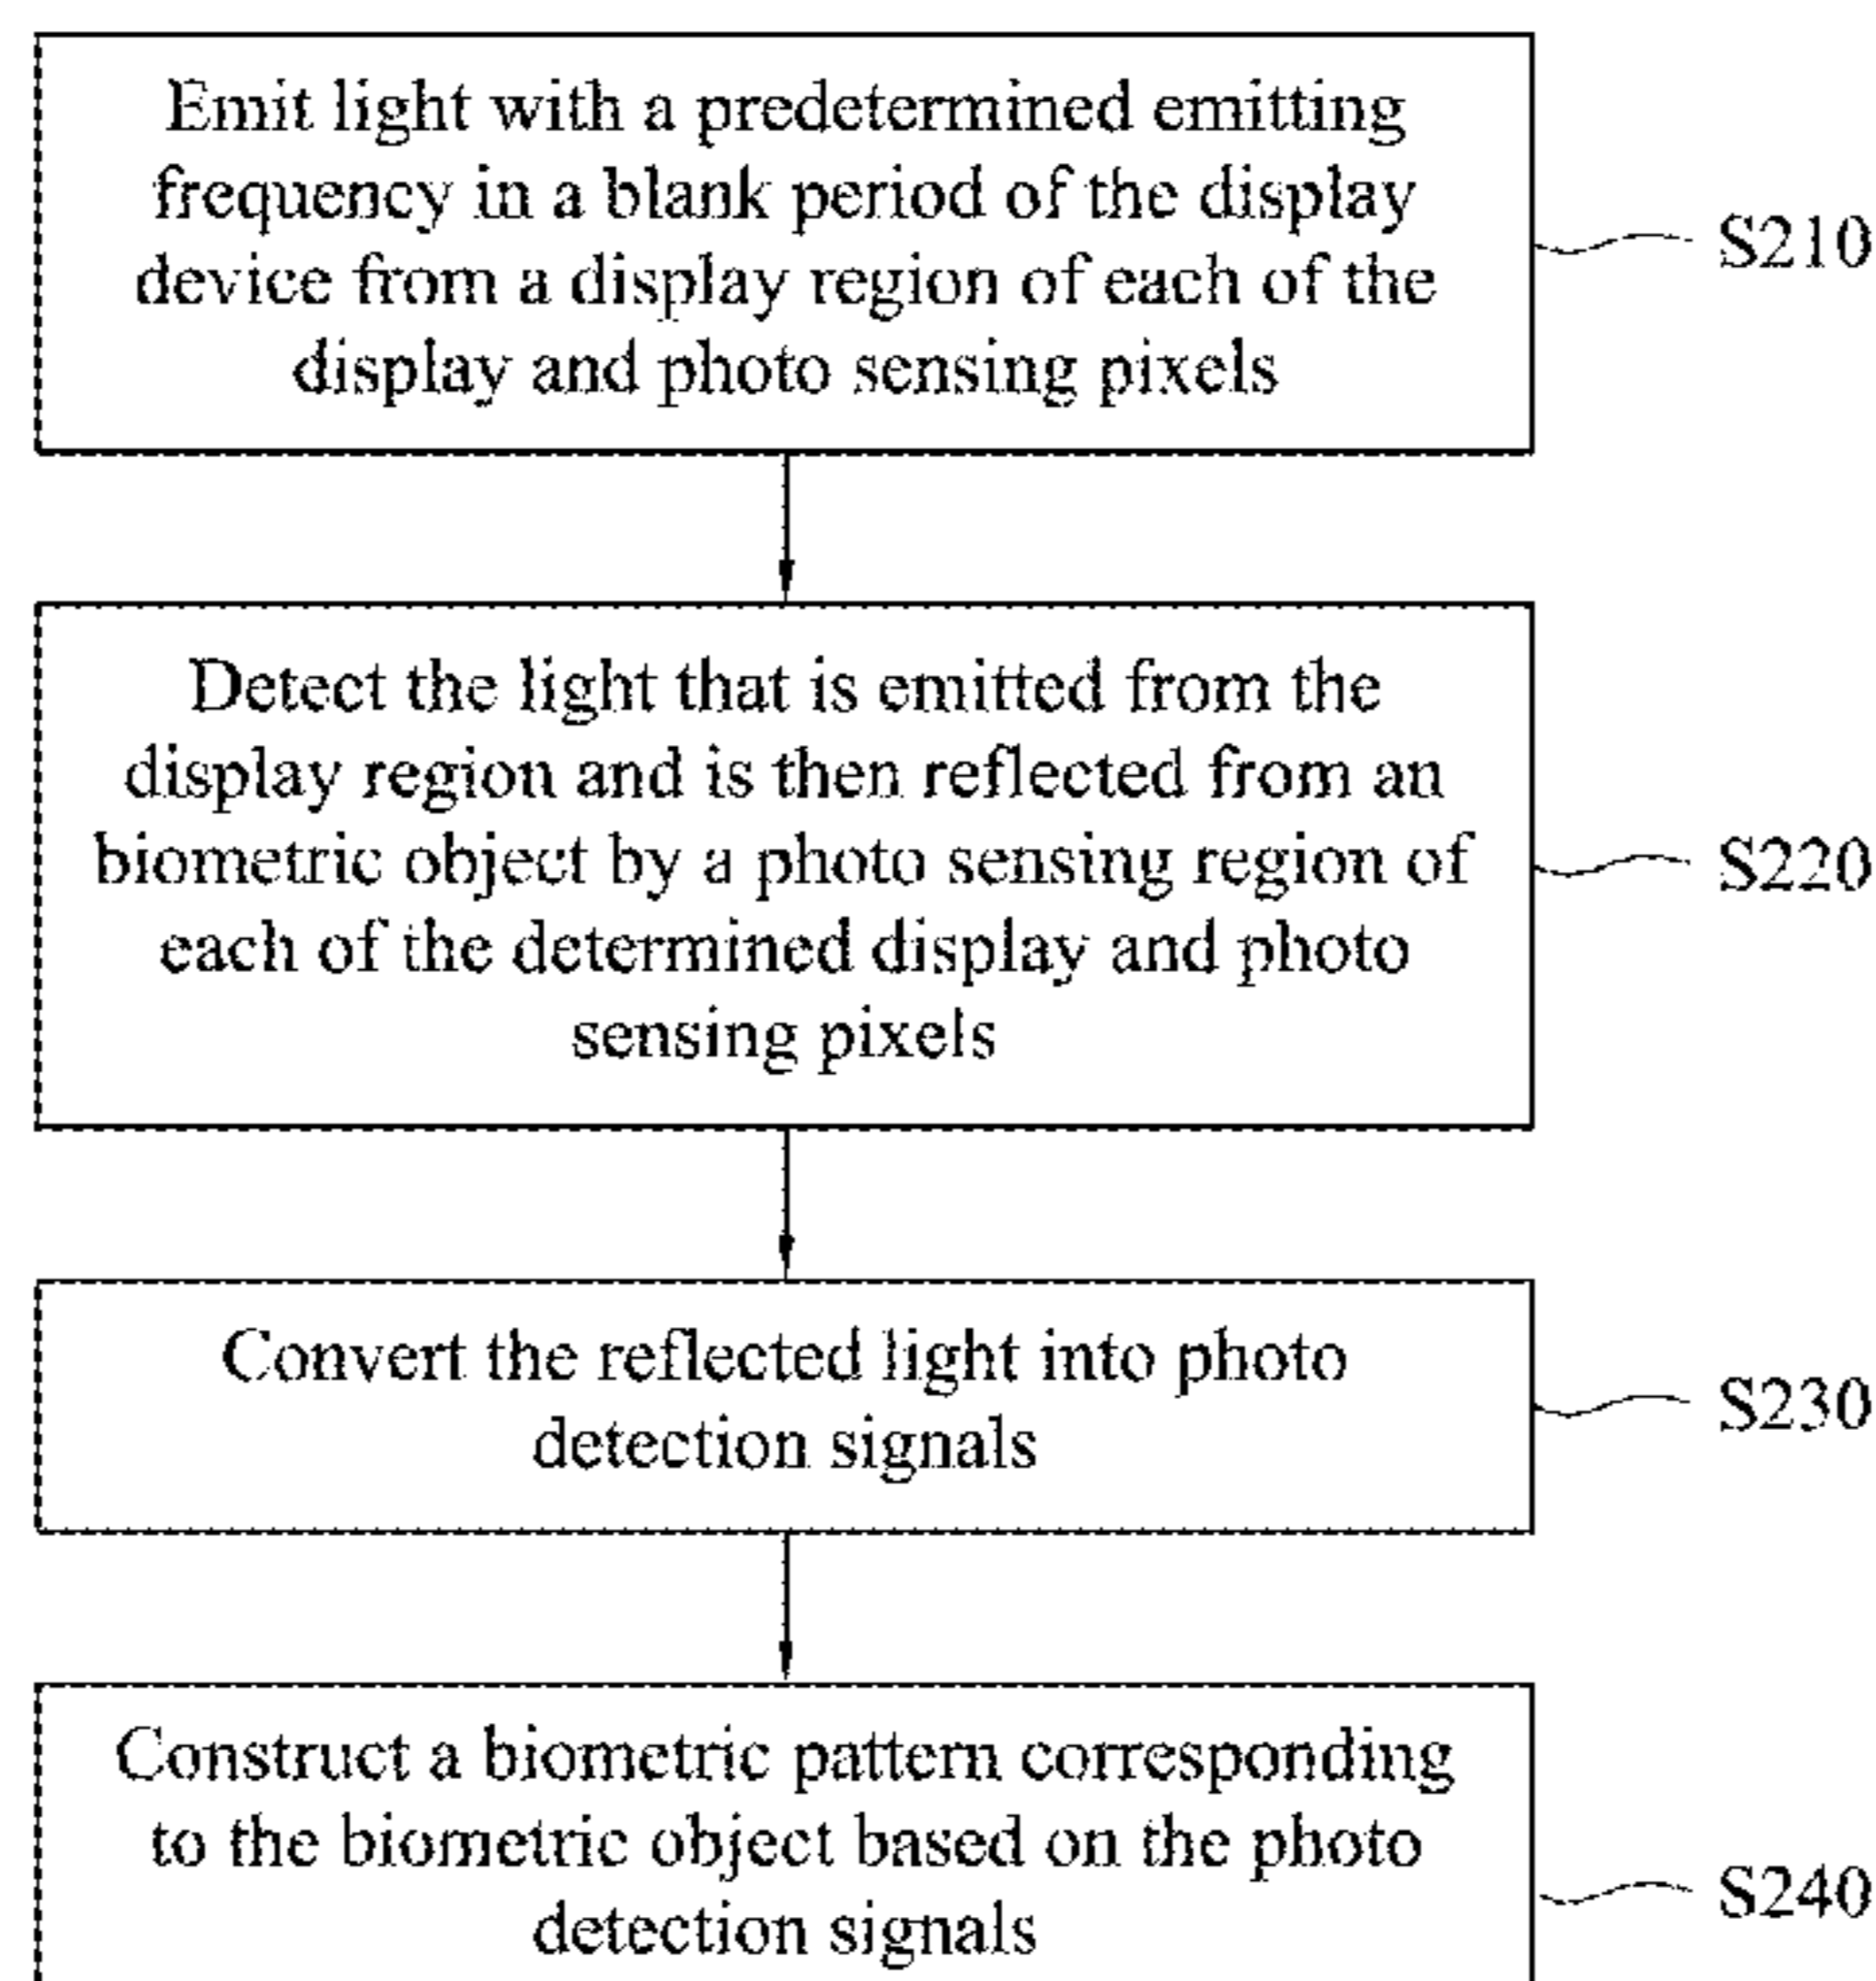 Emit light with a predetermined emitting
frequency in a blank period of the display
device from a display region of each of the
display and photo sensing pixels
S210
Detect the light that is emitted from the
display region and is then reflected from an
biometric object by a photo sensing region of
each of the determined display and photo
sensing pixels
S220
Convert the reflected light into photo
detection signals
S230
Construct a biometric pattern corresponding
to the biometric object based on the photo
detection signals
S240